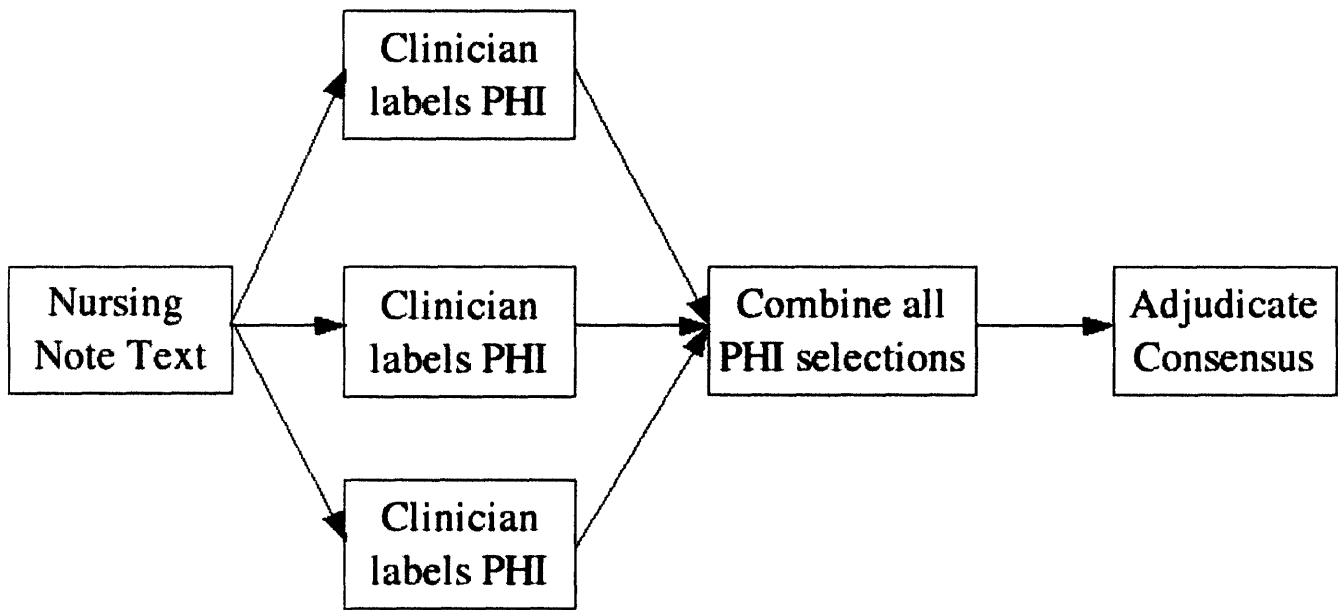 Clinician
labels PHI
Nursing
Note Text
Clinician
labels PHI
Combine all
PHI selections
Adjudicate
Consensus
Clinician
labels PHI